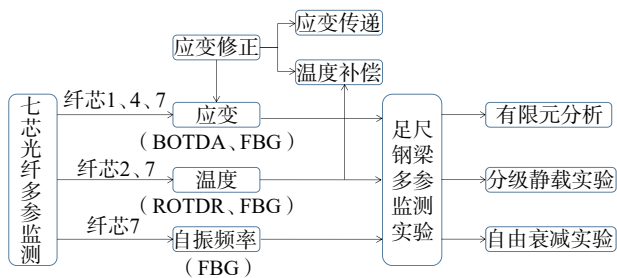 应变传递
应变修正
温度补偿
七芯光纤多参监测
纤芯1、4、7
应变
(BOTDA、FBG)
纤芯2、7
温度
(ROTDR、FBG)
纤芯7
自振频率
(FBG)
足尺
钢梁
多参
监测
实验
有限元分析
分级静载实验
自由衰减实验